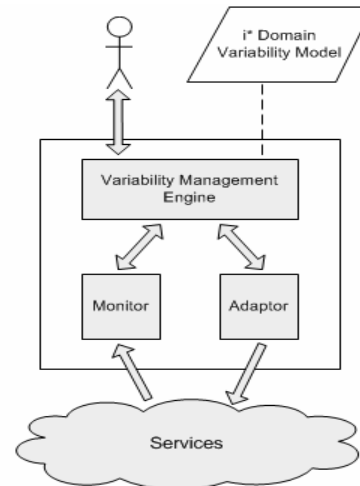 i* Domain
Variability Model
Variability Management
Engine
Monitor
Adaptor
Services